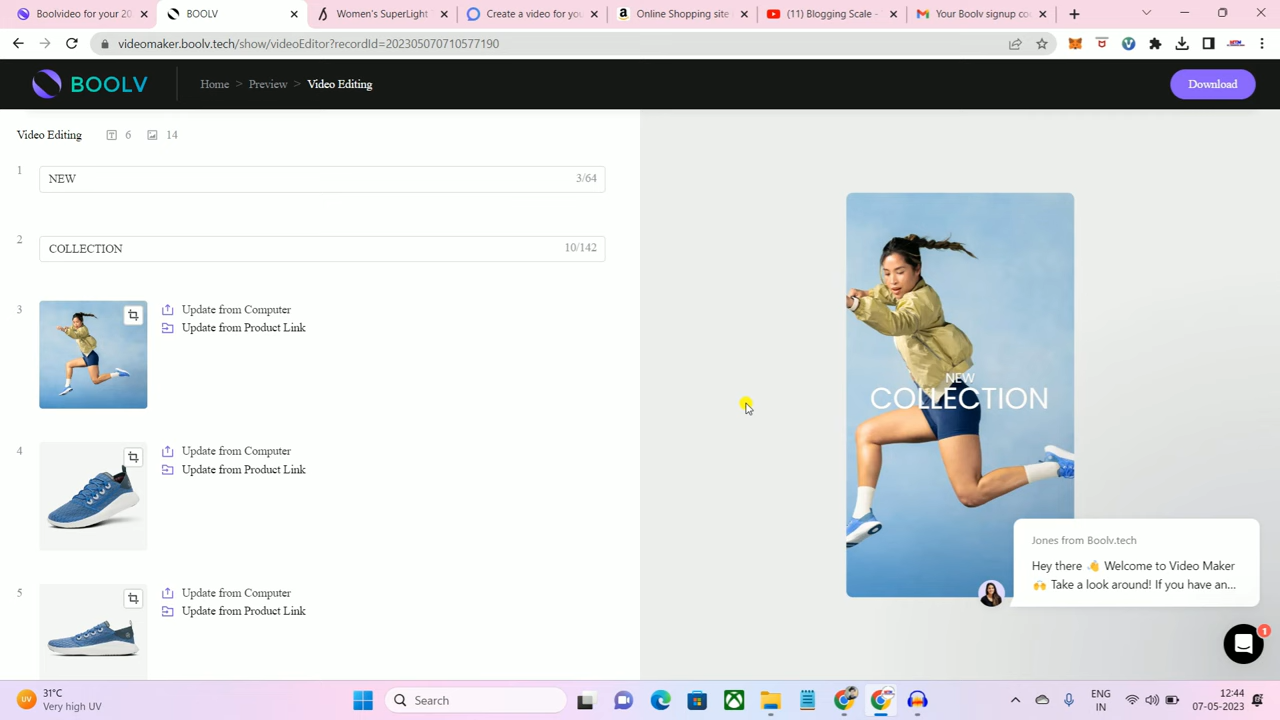 Boolvideo for your 20
BOOLV
Women's SuperLight
Create a video for you
Online Shopping site i
(11) Blogging Scale -
Your Boolv signup co
videomaker.boolv.tech/show/videoEditor?recordId=202305070710577190
BOOLV
Home > Preview > Video Editing
Download
Video Editing 6 14
1
NEW 3/64
2
COLLECTION 10/142
3
Update from Computer
Update from Product Link
4
Update from Computer
Update from Product Link
5
Update from Computer
Update from Product Link
NEW
COLLECTION
Jones from Boolv.tech
Hey there 👋 Welcome to Video Maker
🙌 Take a look around! If you have an...
1
31°C
Very high UV
UV
Search
ENG
IN
12:44
07-05-2023